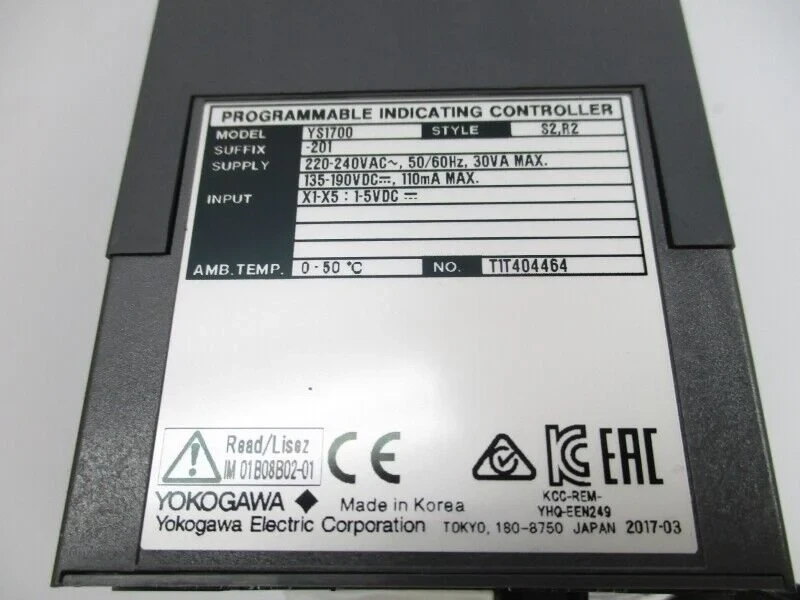 PROGRAMMABLE INDICATING CONTROLLER
MODEL YS1700 STYLE S2,R2
SUFFIX -201
SUPPLY 220-240VAC~, 50/60Hz, 30VA MAX.
135-190VDC⎓, 110mA MAX.
INPUT X1-X5 : 1-5VDC ⎓
AMB.TEMP. 0 - 50 °C NO. T1T404464
Read/Lisez
IM 01B08B02-01
CE
KC
EAC
KCC-REM-
YHQ-EEN249
YOKOGAWA ◆ Made in Korea
Yokogawa Electric Corporation TOKYO, 180-8750 JAPAN 2017-03